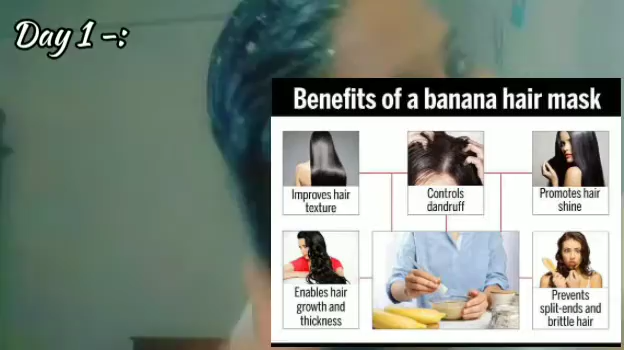 Day 1 -:
Benefits of a banana hair mask
Improves hair
texture
Controls
dandruff
Promotes hair
shine
Enables hair
growth and
thickness
Prevents
split-ends and
brittle hair